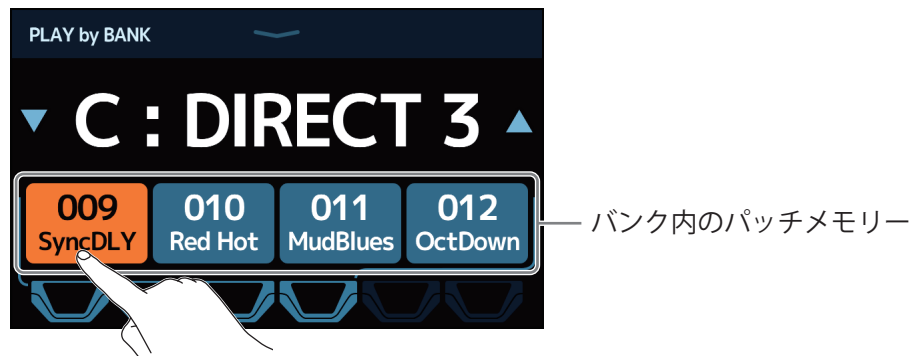 PLAY by BANK
▼ C : DIRECT 3 ▲
009 010 011 012
SyncDLY Red Hot MudBlues OctDown
バンク内のパッチメモリー